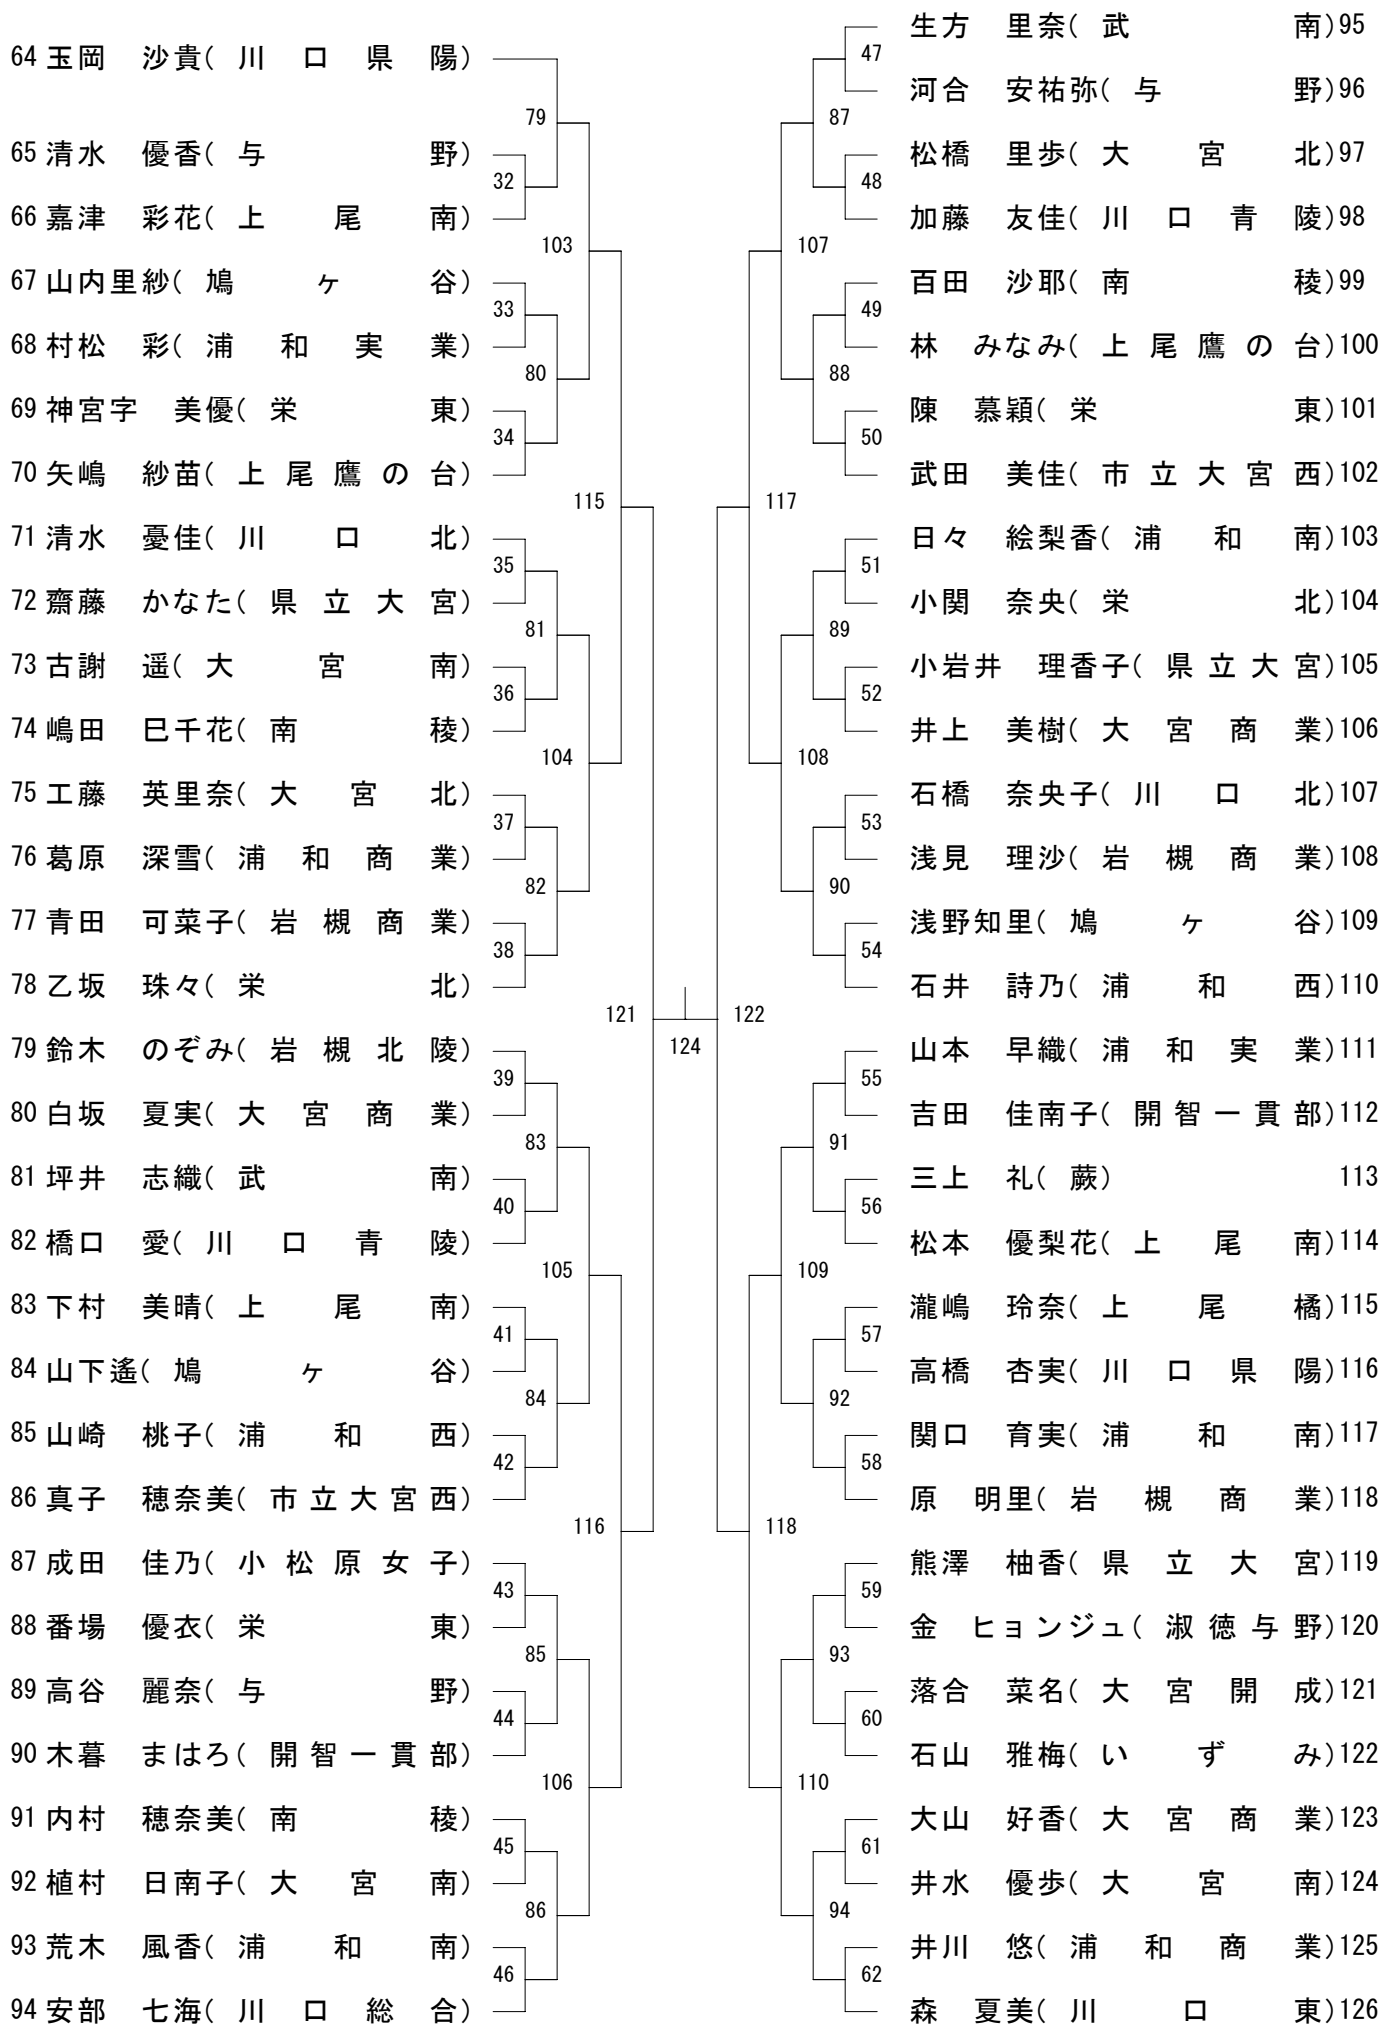 64 玉岡 沙貴( 川口県陽)
79
65 清水 優香( 与野)
32
66 嘉津 彩花( 上尾南)
103
67 山内里紗( 鳩ヶ谷)
33
68 村松 彩( 浦和実業)
80
69 神宮字 美優( 栄東)
34
70 矢嶋 紗苗( 上尾鷹の台)
115
71 清水 憂佳( 川口北)
35
72 齋藤 かなた( 県立大宮)
81
73 古謝 遥( 大宮南)
36
74 嶋田 巳千花( 南稜)
104
75 工藤 英里奈( 大宮北)
37
76 葛原 深雪( 浦和商業)
82
77 青田 可菜子( 岩槻商業)
38
78 乙坂 珠々( 栄北)
121
79 鈴木 のぞみ( 岩槻北陵)
39
80 白坂 夏実( 大宮商業)
83
81 坪井 志織( 武南)
40
82 橋口 愛( 川口青陵)
105
83 下村 美晴( 上尾南)
41
84 山下遙( 鳩ヶ谷)
84
85 山崎 桃子( 浦和西)
42
86 真子 穂奈美( 市立大宮西)
116
87 成田 佳乃( 小松原女子)
43
88 番場 優衣( 栄東)
85
89 高谷 麗奈( 与野)
44
90 木暮 まはろ( 開智一貫部)
106
91 内村 穂奈美( 南稜)
45
92 植村 日南子( 大宮南)
86
93 荒木 風香( 浦和南)
46
94 安部 七海( 川口総合)
124
生方 里奈( 武南)95
47
河合 安祐弥( 与野)96
87
松橋 里歩( 大宮北)97
48
加藤 友佳( 川口青陵)98
107
百田 沙耶( 南稜)99
49
林 みなみ( 上尾鷹の台)100
88
陳 慕穎( 栄東)101
50
武田 美佳( 市立大宮西)102
117
日々 絵梨香( 浦和南)103
51
小関 奈央( 栄北)104
89
小岩井 理香子( 県立大宮)105
52
井上 美樹( 大宮商業)106
108
石橋 奈央子( 川口北)107
53
浅見 理沙( 岩槻商業)108
90
浅野知里( 鳩ヶ谷)109
54
石井 詩乃( 浦和西)110
122
山本 早織( 浦和実業)111
55
吉田 佳南子( 開智一貫部)112
91
三上 礼( 蕨) 113
56
松本 優梨花( 上尾南)114
109
瀧嶋 玲奈( 上尾橘)115
57
高橋 杏実( 川口県陽)116
92
関口 育実( 浦和南)117
58
原 明里( 岩槻商業)118
118
熊澤 柚香( 県立大宮)119
59
金 ヒョンジュ( 淑徳与野)120
93
落合 菜名( 大宮開成)121
60
石山 雅梅( いずみ)122
110
大山 好香( 大宮商業)123
61
井水 優歩( 大宮南)124
94
井川 悠( 浦和商業)125
62
森 夏美( 川口東)126